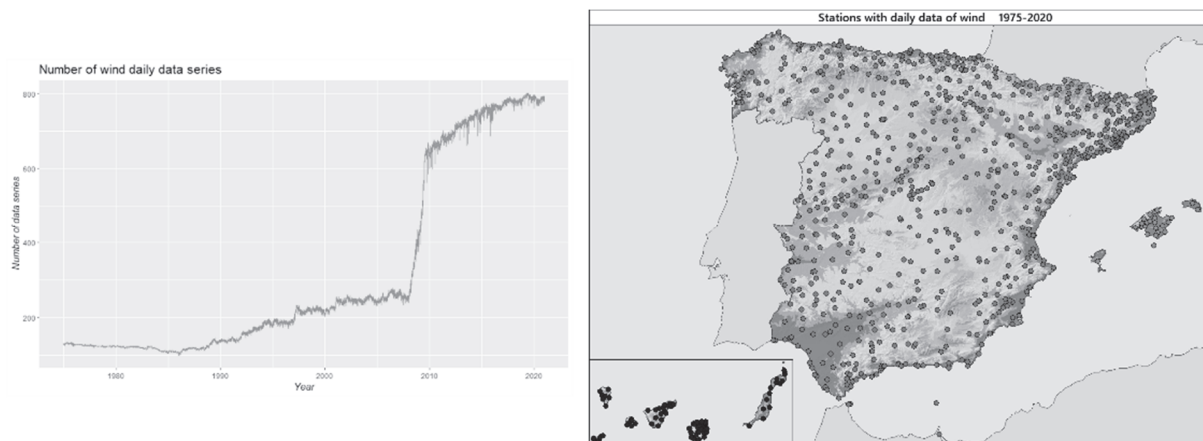 Number of wind daily data series
800
600
400
200
Number of data series
1980
1990
2000
2010
2020
Year
Stations with daily data of wind 1975-2020